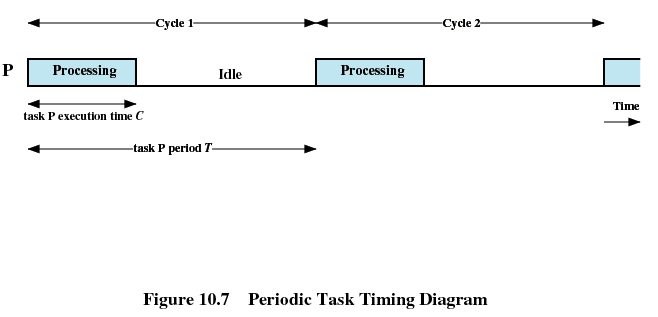 Cycle 1 Cycle 2
P Processing Idle Processing
Time
task P execution time C
task P period T
Figure 10.7 Periodic Task Timing Diagram